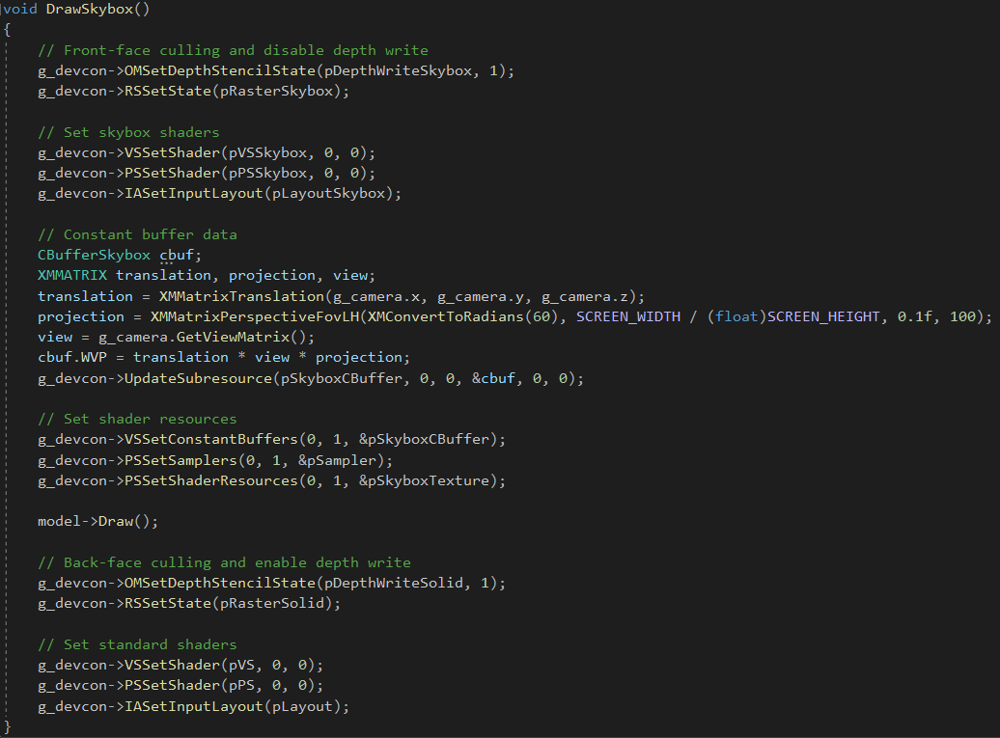 void DrawSkybox()
{
    // Front-face culling and disable depth write
    g_devcon->OMSetDepthStencilState(pDepthWriteSkybox, 1);
    g_devcon->RSSetState(pRasterSkybox);

    // Set skybox shaders
    g_devcon->VSSetShader(pVSSkybox, 0, 0);
    g_devcon->PSSetShader(pPSSkybox, 0, 0);
    g_devcon->IASetInputLayout(pLayoutSkybox);

    // Constant buffer data
    CBufferSkybox cbuf;
    XMMATRIX translation, projection, view;
    translation = XMMatrixTranslation(g_camera.x, g_camera.y, g_camera.z);
    projection = XMMatrixPerspectiveFovLH(XMConvertToRadians(60), SCREEN_WIDTH / (float)SCREEN_HEIGHT, 0.1f, 100);
    view = g_camera.GetViewMatrix();
    cbuf.WVP = translation * view * projection;
    g_devcon->UpdateSubresource(pSkyboxCBuffer, 0, 0, &cbuf, 0, 0);

    // Set shader resources
    g_devcon->VSSetConstantBuffers(0, 1, &pSkyboxCBuffer);
    g_devcon->PSSetSamplers(0, 1, &pSampler);
    g_devcon->PSSetShaderResources(0, 1, &pSkyboxTexture);

    model->Draw();

    // Back-face culling and enable depth write
    g_devcon->OMSetDepthStencilState(pDepthWriteSolid, 1);
    g_devcon->RSSetState(pRasterSolid);

    // Set standard shaders
    g_devcon->VSSetShader(pVS, 0, 0);
    g_devcon->PSSetShader(pPS, 0, 0);
    g_devcon->IASetInputLayout(pLayout);
}